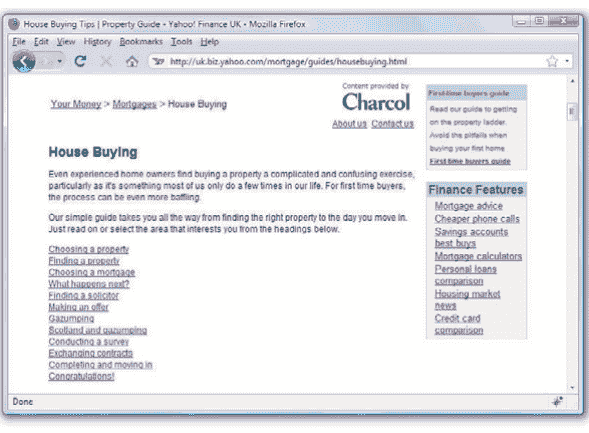 House Buying Tips | Property Guide - Yahoo! Finance UK - Mozilla Firefox
File Edit View History Bookmarks Tools Help
http://uk.biz.yahoo.com/mortgage/guides/housebuying.html
Content provided by
Charcol
About us Contact us
Your Money > Mortgages > House Buying
House Buying
Even experienced home owners find buying a property a complicated and confusing exercise,
particularly as it's something most of us only do a few times in our life. For first time buyers,
the process can be even more baffling.
Our simple guide takes you all the way from finding the right property to the day you move in.
Just read on or select the area that interests you from the headings below.
Choosing a property
Finding a property
Choosing a mortgage
What happens next?
Finding a solicitor
Making an offer
Gazumping
Scotland and gazumping
Conducting a survey
Exchanging contracts
Completing and moving in
Congratulations!
First-time buyers guide
Read our guide to getting
on the property ladder.
Avoid the pitfalls when
buying your first home
First time buyers guide
Finance Features
Mortgage advice
Cheaper phone calls
Savings accounts
best buys
Mortgage calculators
Personal loans
comparison
Housing market
news
Credit card
comparison
Done